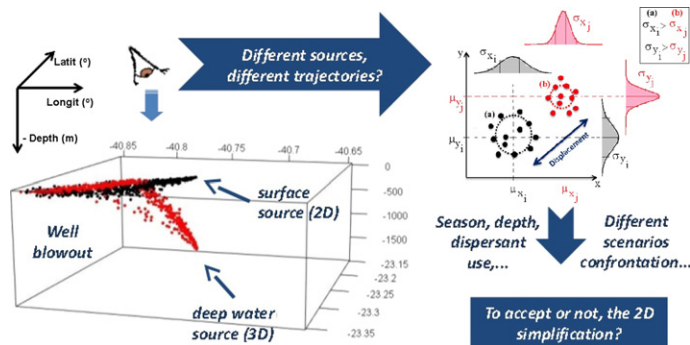 Latit (º)
Longit (º)
- Depth (m)
Different sources,
different trajectories?
-40.85
-40.8
-40.75
-40.7
-40.65
0
-500
-1000
-1500
-23.15
-23.2
-23.25
-23.3
-23.35
Well
blowout
surface
source (2D)
deep water
source (3D)
(a) (b)
σxi > σxj
σyi > σyj
y
σxi
σxj
σyj
σyi
μyj
μyi
(b)
(a)
Displacement
μxi
μxj
x
Season, depth,
dispersant
use,...
Different
scenarios
confrontation...
To accept or not, the 2D
simplification?